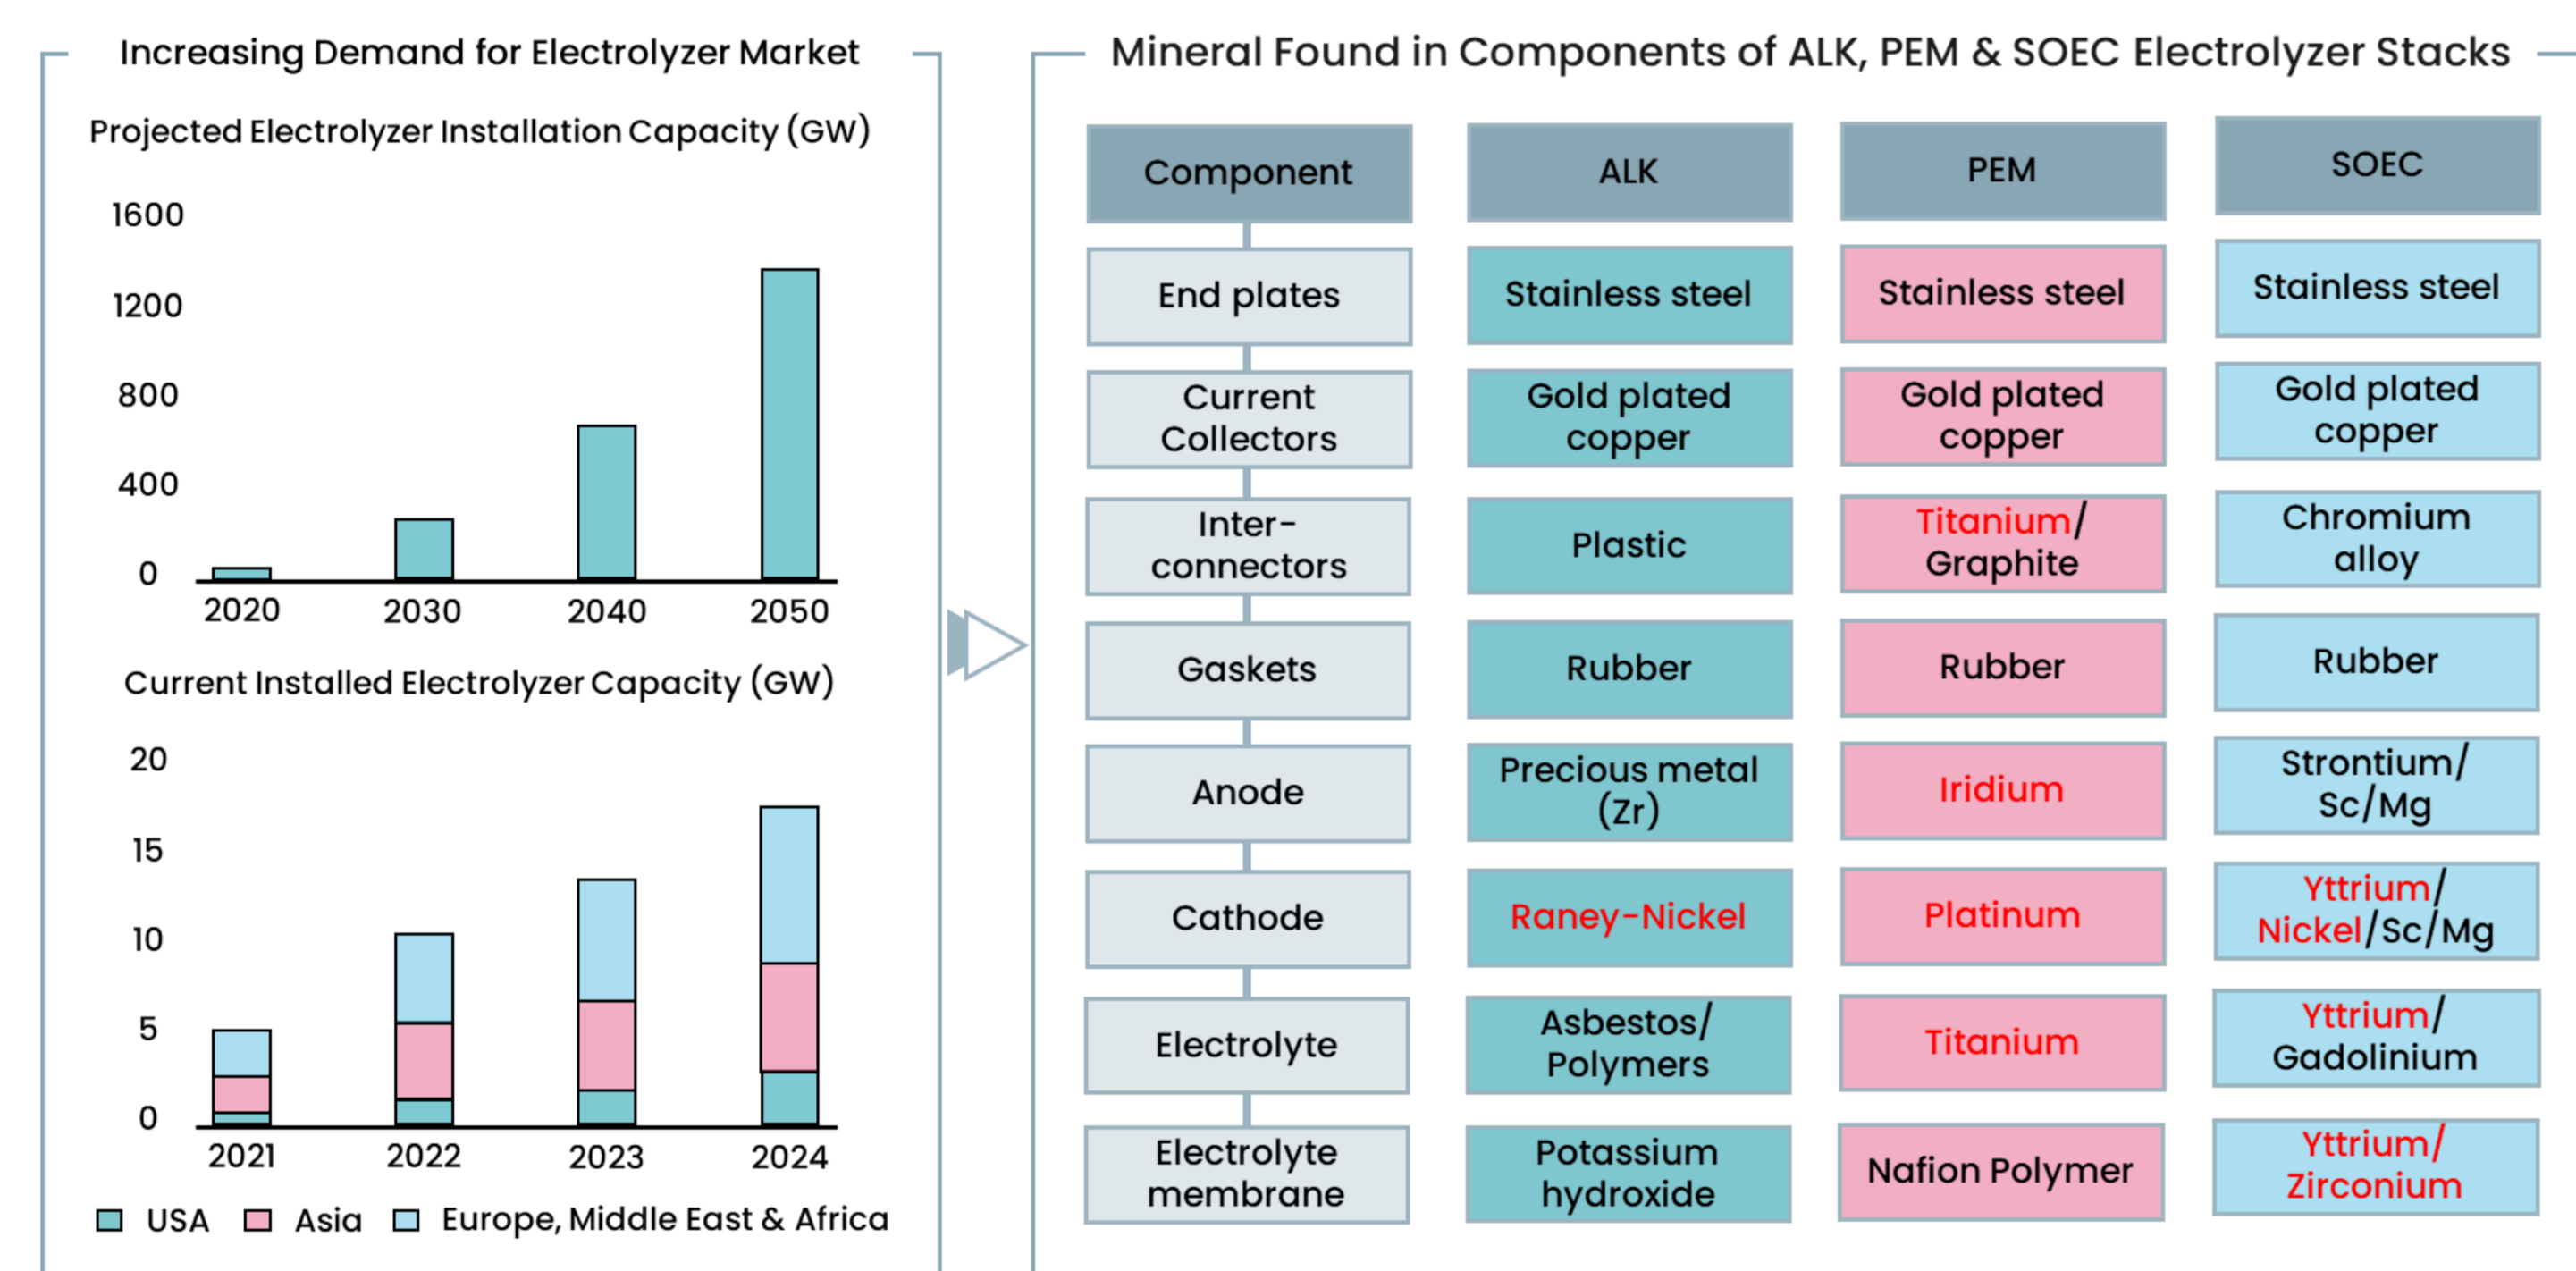 Increasing Demand for Electrolyzer Market
Projected Electrolyzer Installation Capacity (GW)
1600
1200
800
400
0
2020
2030
2040
2050
Current Installed Electrolyzer Capacity (GW)
20
15
10
5
0
2021
2022
2023
2024
USA
Asia
Europe, Middle East & Africa
Mineral Found in Components of ALK, PEM & SOEC Electrolyzer Stacks
Component
ALK
PEM
SOEC
End plates
Stainless steel
Stainless steel
Stainless steel
Current
Collectors
Gold plated
copper
Gold plated
copper
Gold plated
copper
Inter-
connectors
Plastic
Titanium/
Graphite
Chromium
alloy
Gaskets
Rubber
Rubber
Rubber
Anode
Precious metal
(Zr)
Iridium
Strontium/
Sc/Mg
Cathode
Raney-Nickel
Platinum
Yttrium/
Nickel/Sc/Mg
Electrolyte
Asbestos/
Polymers
Titanium
Yttrium/
Gadolinium
Electrolyte
membrane
Potassium
hydroxide
Nafion Polymer
Yttrium/
Zirconium